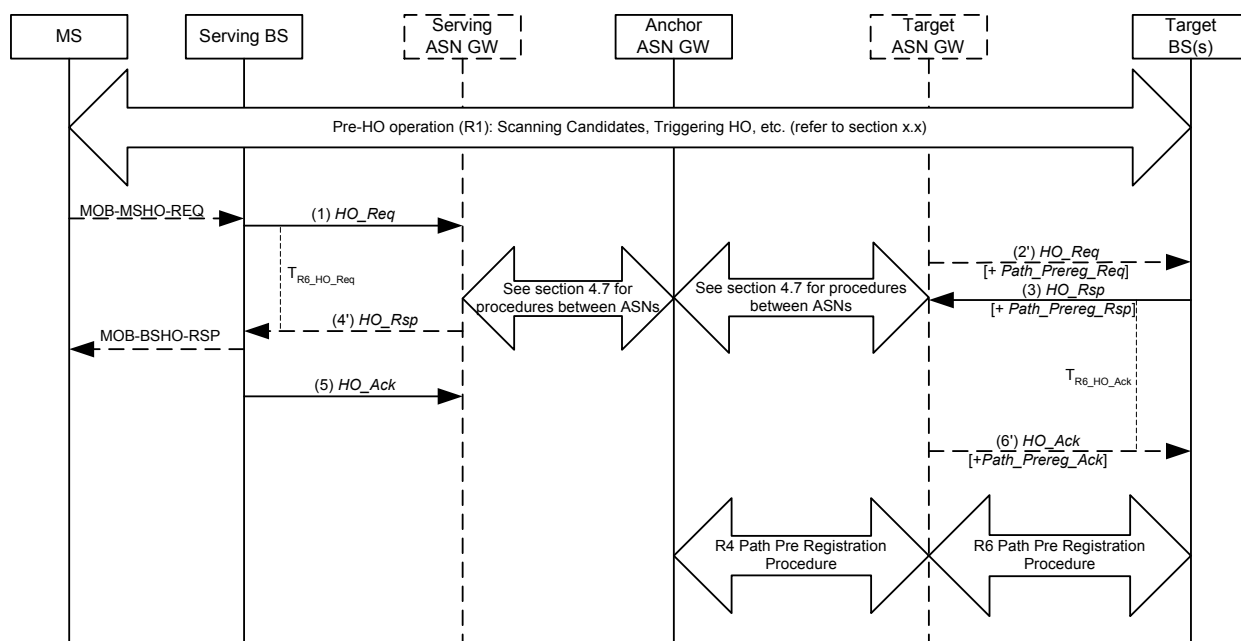 MS
Serving BS
Serving
ASN GW
Anchor
ASN GW
Target
ASN GW
Target
BS(s)
Pre-HO operation (R1): Scanning Candidates, Triggering HO, etc. (refer to section x.x)
MOB-MSHO-REQ
(1) HO_Req
T R6_HO_Req
See section 4.7 for
procedures between ASNs
See section 4.7 for procedures
between ASNs
(2') HO_Req
[+ Path_Prereg_Req]
(3) HO_Rsp
[+ Path_Prereg_Rsp]
(4') HO_Rsp
MOB-BSHO-RSP
T R6_HO_Ack
(5) HO_Ack
(6') HO_Ack
[+Path_Prereg_Ack]
R4 Path Pre Registration
Procedure
R6 Path Pre Registration
Procedure